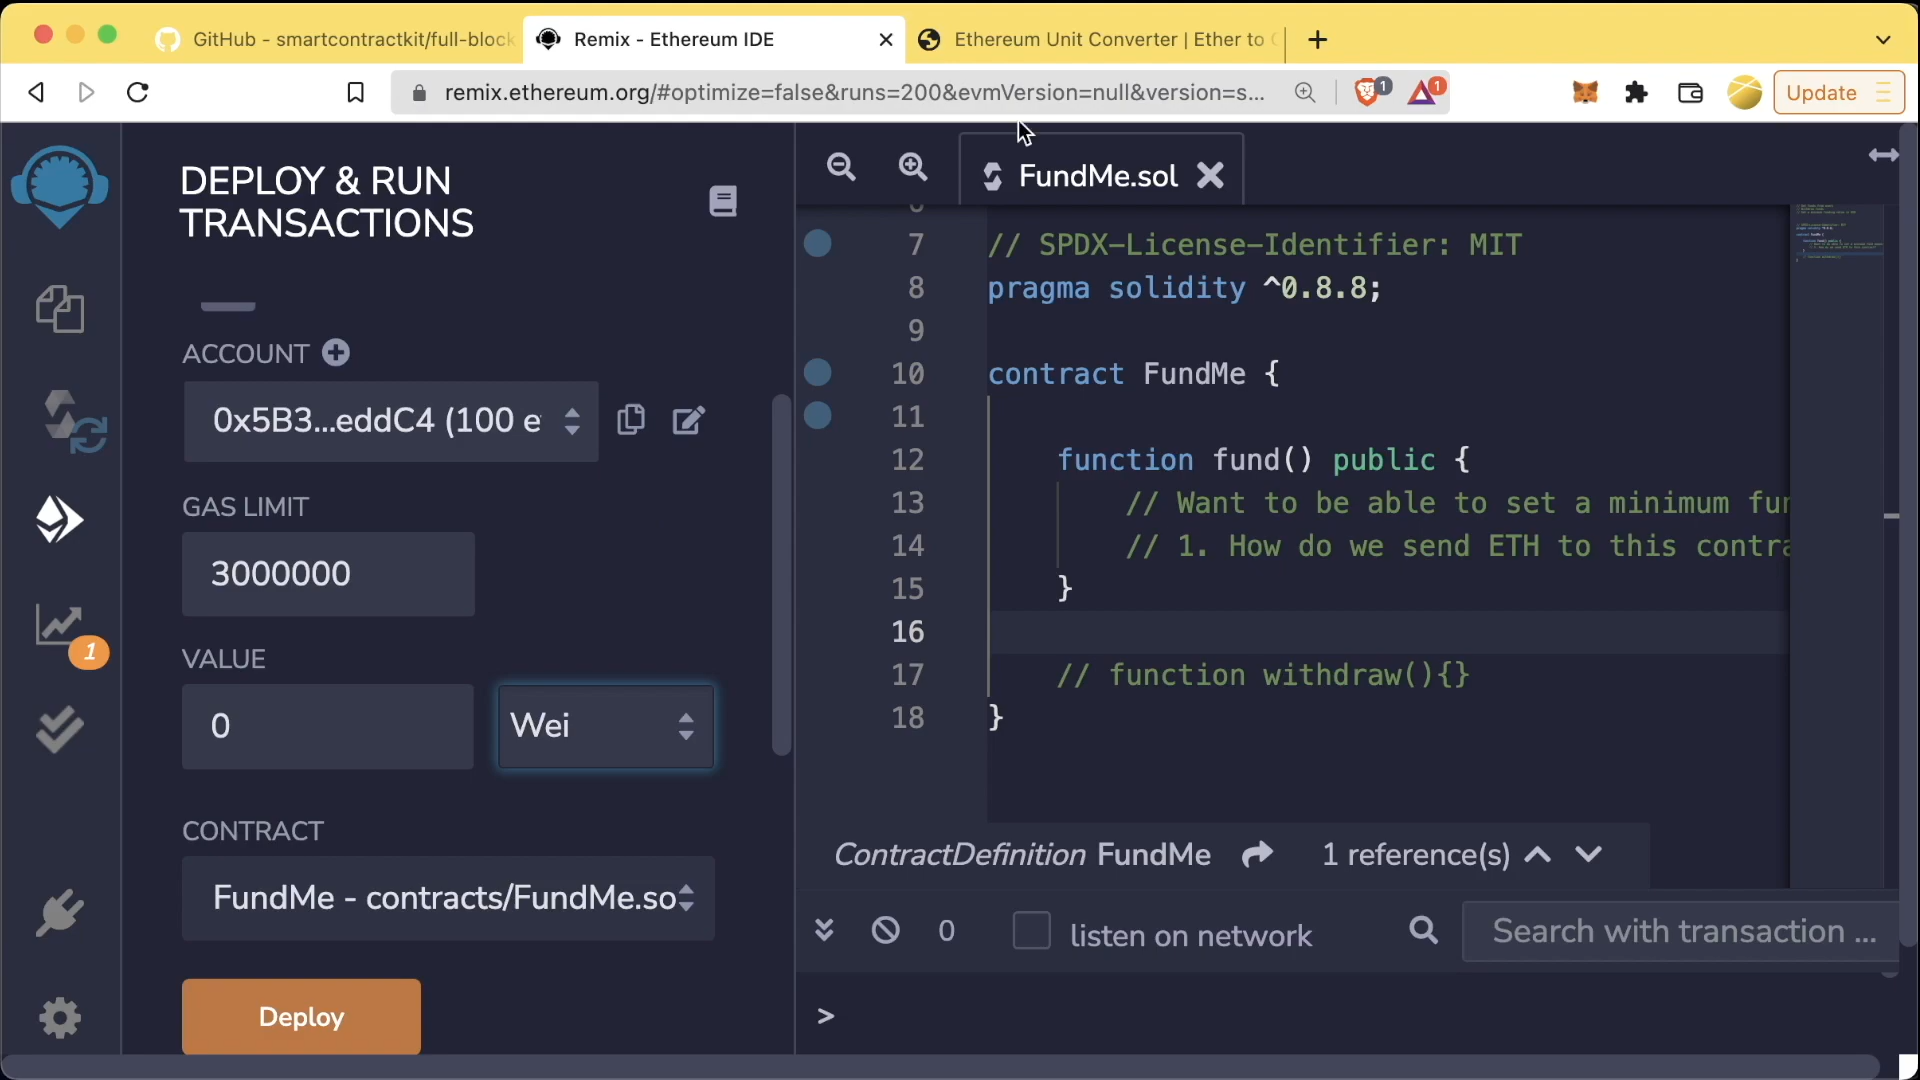 GitHub - smartcontractkit/full-block
Remix - Ethereum IDE
Ethereum Unit Converter | Ether to
remix.ethereum.org/#optimize=false&runs=200&evmVersion=null&version=s...
1
1
Update
DEPLOY & RUN
TRANSACTIONS
ACCOUNT
0x5B3...eddC4 (100 e
GAS LIMIT
3000000
VALUE
0
Wei
CONTRACT
FundMe - contracts/FundMe.so
Deploy
1
FundMe.sol
7 // SPDX-License-Identifier: MIT
8 pragma solidity ^0.8.8;
9
10 contract FundMe {
11
12 function fund() public {
13 // Want to be able to set a minimum fun
14 // 1. How do we send ETH to this contra
15 }
16
17 // function withdraw(){}
18 }
ContractDefinition FundMe 1 reference(s)
0 listen on network Search with transaction ...
>